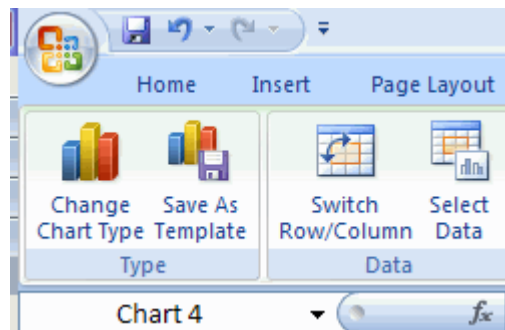 Home Insert Page Layout
Change Chart Type
Save As Template
Switch Row/Column
Select Data
Type Data
Chart 4 fx